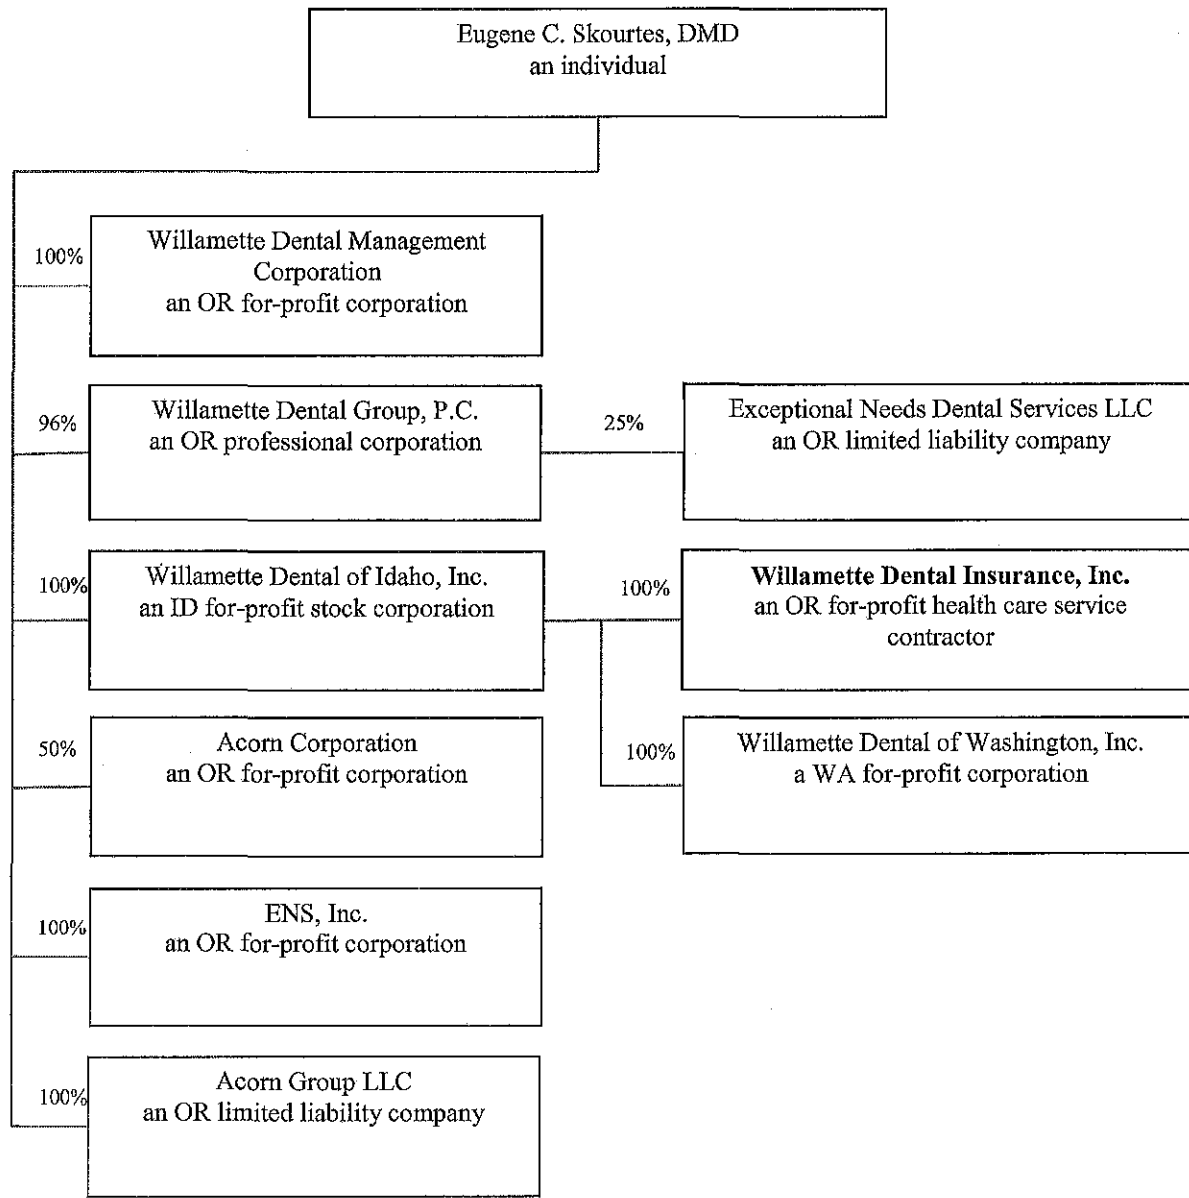 Eugene C. Skourtes, DMD
an individual
100%
Willamette Dental Management
Corporation
an OR for-profit corporation
96%
Willamette Dental Group, P.C.
an OR professional corporation
25%
Exceptional Needs Dental Services LLC
an OR limited liability company
100%
Willamette Dental of Idaho, Inc.
an ID for-profit stock corporation
100%
Willamette Dental Insurance, Inc.
an OR for-profit health care service
contractor
50%
Acorn Corporation
an OR for-profit corporation
100%
Willamette Dental of Washington, Inc.
a WA for-profit corporation
100%
ENS, Inc.
an OR for-profit corporation
100%
Acorn Group LLC
an OR limited liability company